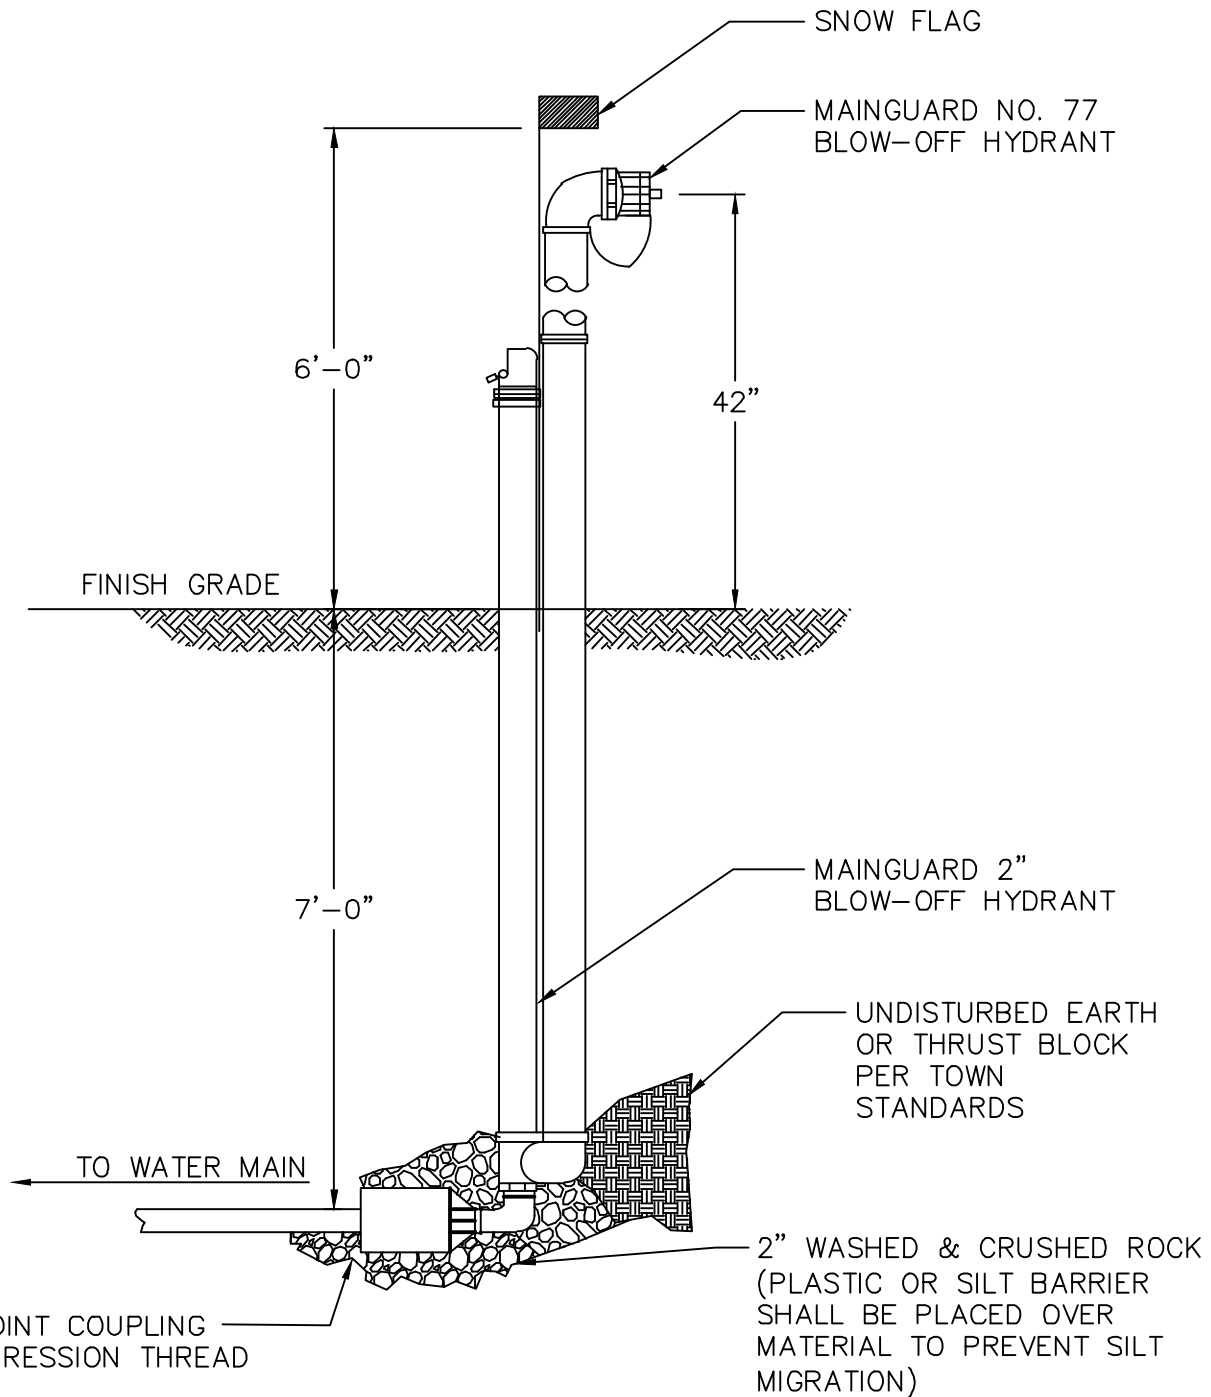 SNOW FLAG
MAINGUARD NO. 77
BLOW-OFF HYDRANT
6'-0"
42"
FINISH GRADE
7'-0"
MAINGUARD 2"
BLOW-OFF HYDRANT
UNDISTURBED EARTH
OR THRUST BLOCK
PER TOWN
STANDARDS
TO WATER MAIN
2" WASHED & CRUSHED ROCK
(PLASTIC OR SILT BARRIER
SHALL BE PLACED OVER
MATERIAL TO PREVENT SILT
MIGRATION)
COUPLING
THREAD